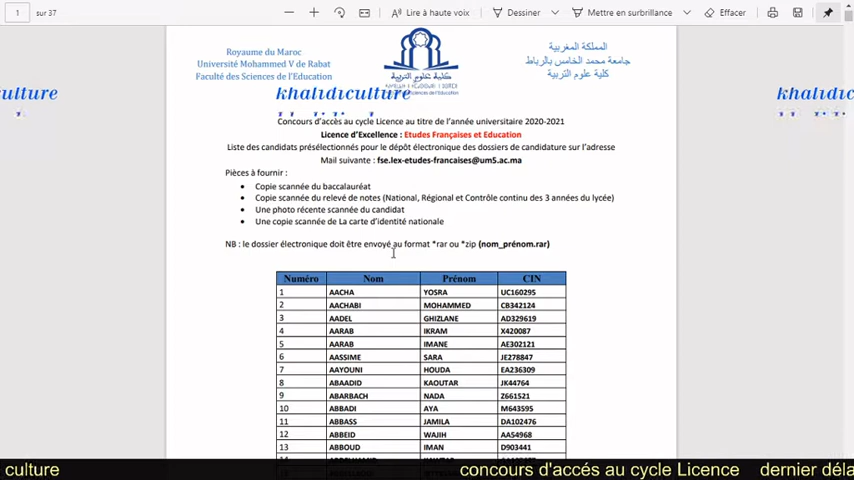 1 sur 37 Lire à haute voix Dessiner Mettre en surbrillance Effacer
Royaume du Maroc
Université Mohammed V de Rabat
Faculté des Sciences de l'Education
المملكة المغربية
جامعة محمد الخامس بالرباط
كلية علوم التربية
كلية علوم التربية
ulture khalidiculture khalidicu
Concours d'accès au cycle Licence au titre de l'année universitaire 2020-2021
Licence d'Excellence : Etudes Françaises et Education
Liste des candidats présélectionnés pour le dépôt électronique des dossiers de candidature sur l'adresse
Mail suivante : fse.lex-etudes-francaises@um5.ac.ma
Pièces à fournir :
• Copie scannée du baccalauréat
• Copie scannée du relevé de notes (National, Régional et Contrôle continu des 3 années du lycée)
• Une photo récente scannée du candidat
• Une copie scannée de La carte d'identité nationale
NB : le dossier électronique doit être envoyé au format *rar ou *zip (nom_prénom.rar)
Numéro Nom Prénom CIN
1 AACHA YOSRA UC160295
2 AACHABI MOHAMMED CB342124
3 AADEL GHIZLANE AD329619
4 AARAB IKRAM X420087
5 AARAB IMANE AE302121
6 AASSIME SARA JE278847
7 AAYOUNI HOUDA EA236309
8 ABAADID KAOUTAR JK44764
9 ABARBACH NADA Z661521
10 ABBADI AYA M643595
11 ABBASS JAMILA DA102476
12 ABBEID WAJIH AA54968
13 ABBOUD IMAN D903441
culture concours d'accés au cycle Licence dernier déla